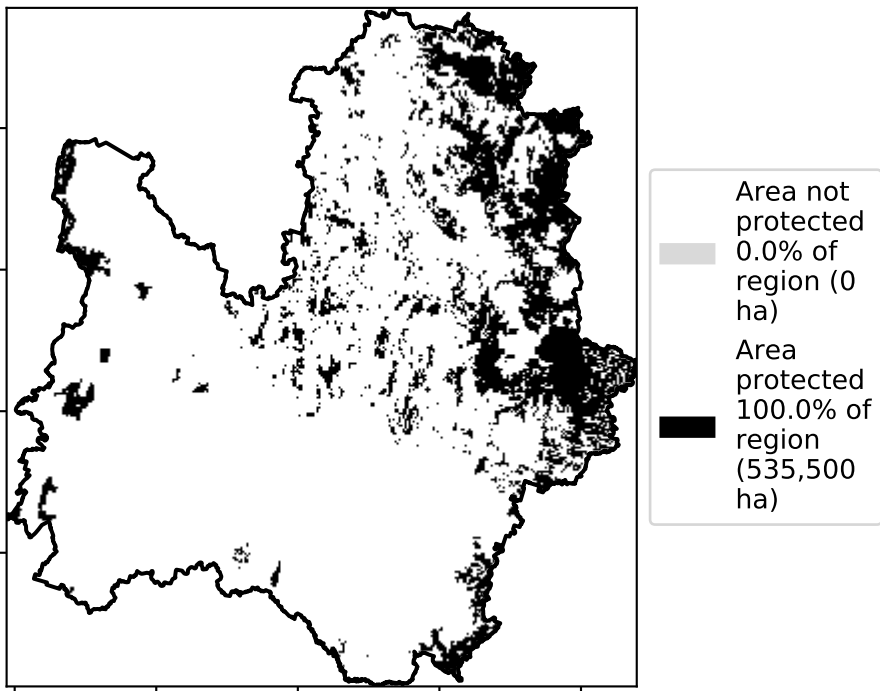 Area not
protected
0.0% of
region (0
ha)
Area
protected
100.0% of
region
(535,500
ha)